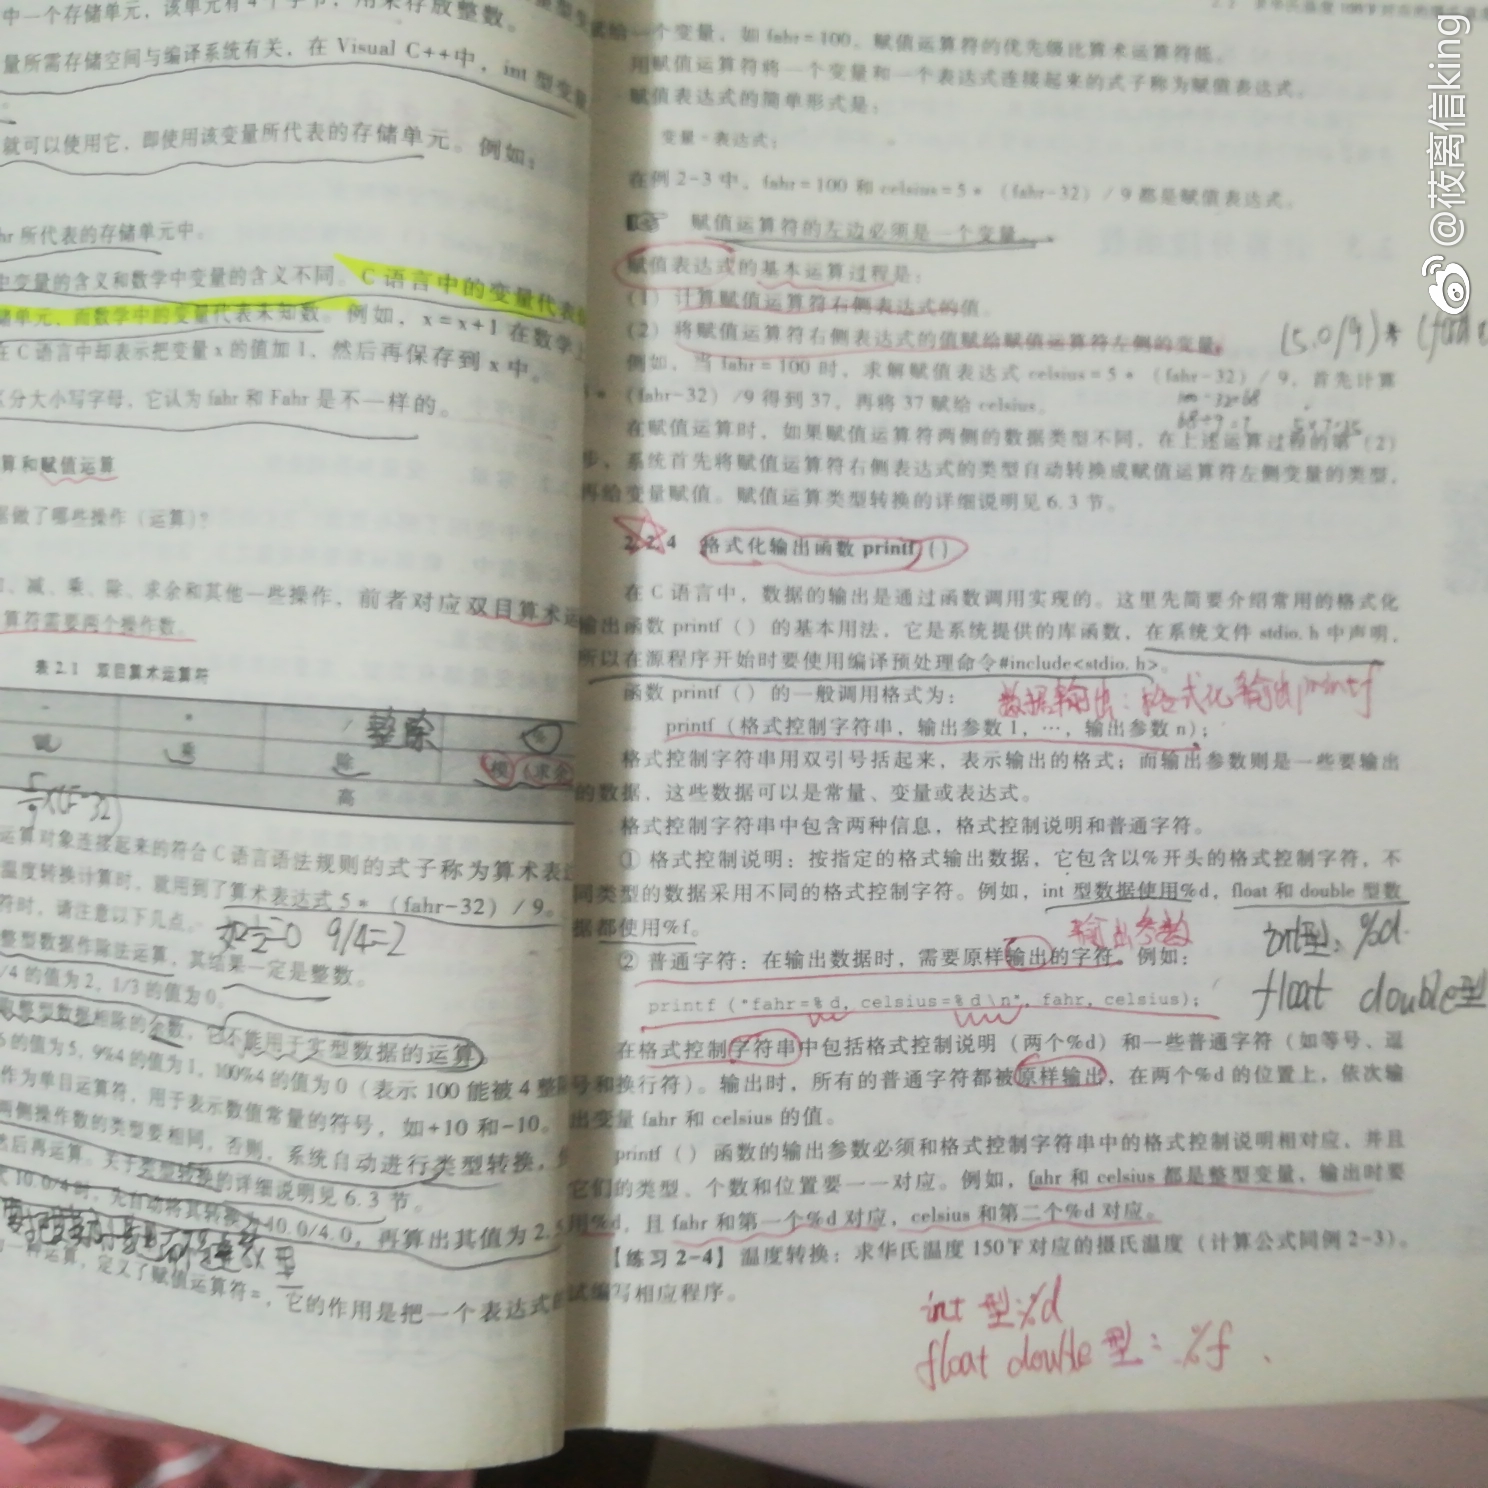 中一个存储单元，该单元有4个字节，用来存放整数。
量所需存储空间与编译系统有关，在 Visual C++中，int 型变量
就可以使用它，即使用该变量所代表的存储单元。例如：
hr 所代表的存储单元中。
中变量的含义和数学中变量的含义不同。C 语言中的变量代表
储单元，而数学中的变量代表未知数。例如，x=x+1 在数学上
在 C 语言中却表示把变量 x 的值加 1，然后再保存到 x 中。
区分大小写字母，它认为 fahr 和 Fahr 是不一样的。
算和赋值运算
据做了哪些操作（运算）？
、减、乘、除、求余和其他一些操作，前者对应双目算术运
算符需要两个操作数。
表 2.1 双目算术运算符
- * / 整除 %
减 乘 除 模（求余）
高
运算对象连接起来的符合 C 语言语法规则的式子称为算术表达
温度转换计算时，就用到了算术表达式 5 * （fahr-32）/ 9。
符时，请注意以下几点。
1/2=0 9/4=2
整型数据作除法运算，其结果一定是整数。
/4 的值为 2，1/3 的值为 0。
取整型数据相除的余数，它不能用于实型数据的运算
6 的值为 5，9%4 的值为 1，100%4 的值为 0（表示 100 能被 4 整
作为单目运算符，用于表示数值常量的符号，如+10 和-10。
两侧操作数的类型要相同，否则，系统自动进行类型转换，
然后再运算。关于类型转换的详细说明见 6.3 节。
10.0/4时，先自动将其转换为 10.0/4.0，再算出其值为 2.5
一种运算，定义了赋值运算符=，它的作用是把一个表达式的
赋给一个变量，如 fahr=100。赋值运算符的优先级比算术运算符低。
用赋值运算符将一个变量和一个表达式连接起来的式子称为赋值表达式。
赋值表达式的简单形式是：
变量=表达式；
在例 2-3 中，fahr=100 和 celsius=5 * （fahr-32）/ 9 都是赋值表达式。
赋值运算符的左边必须是一个变量。
赋值表达式的基本运算过程是：
（1）计算赋值运算符右侧表达式的值。
（2）将赋值运算符右侧表达式的值赋给赋值运算符左侧的变量。
(5.0/9)*
例如，当 fahr=100 时，求解赋值表达式 celsius=5 * （fahr-32）/ 9，首先计算
* （fahr-32）/9 得到 37，再将 37 赋给 celsius。
100-32=68
68÷9=7 5×7=35
在赋值运算时，如果赋值运算符两侧的数据类型不同，在上述运算过程的第（2）
步，系统首先将赋值运算符右侧表达式的类型自动转换成赋值运算符左侧变量的类型，
再给变量赋值。赋值运算类型转换的详细说明见 6.3 节。
2.2.4 格式化输出函数 printf（）
在 C 语言中，数据的输出是通过函数调用实现的。这里先简要介绍常用的格式化
输出函数 printf（）的基本用法，它是系统提供的库函数，在系统文件 stdio.h 中声明，
所以在源程序开始时要使用编译预处理命令#include<stdio.h>。
函数 printf（）的一般调用格式为：
数据输出：格式化输出printf
printf（格式控制字符串，输出参数 1，…，输出参数 n）；
格式控制字符串用双引号括起来，表示输出的格式；而输出参数则是一些要输出
的数据，这些数据可以是常量、变量或表达式。
格式控制字符串中包含两种信息，格式控制说明和普通字符。
① 格式控制说明：按指定的格式输出数据，它包含以%开头的格式控制字符，不
同类型的数据采用不同的格式控制字符。例如，int 型数据使用%d，float 和 double 型数
据都使用%f。
输出参数
int型：%d.
② 普通字符：在输出数据时，需要原样输出的字符。例如：
float double型
printf ("fahr=%d, celsius=%d\n", fahr, celsius);
在格式控制字符串中包括格式控制说明（两个%d）和一些普通字符（如等号、逗
号和换行符）。输出时，所有的普通字符都被原样输出，在两个%d 的位置上，依次输
出变量 fahr 和 celsius 的值。
printf（）函数的输出参数必须和格式控制字符串中的格式控制说明相对应，并且
它们的类型、个数和位置要一一对应。例如，fahr 和 celsius 都是整型变量，输出时要
用%d，且 fahr 和第一个%d 对应，celsius 和第二个%d 对应。
【练习 2-4】温度转换：求华氏温度 150℉对应的摄氏温度（计算公式同例 2-3）。
试编写相应程序。
int 型：%d
float double 型：%f
@莜离信king